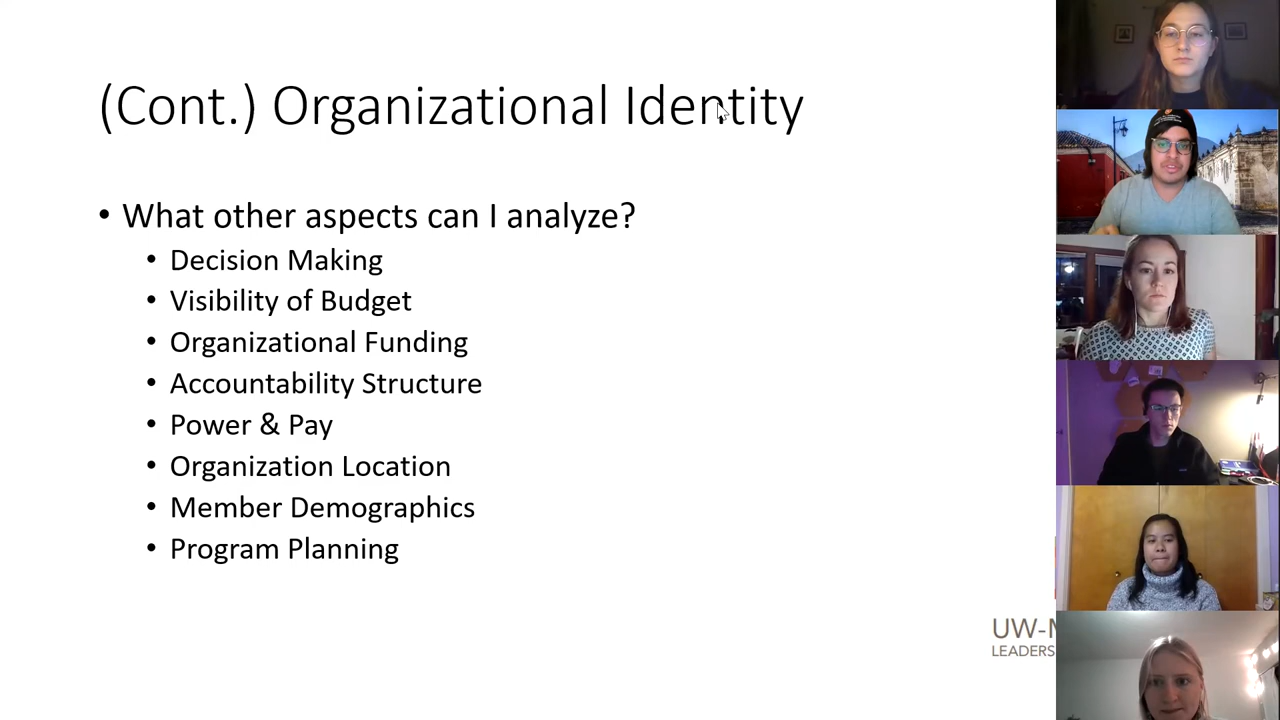 (Cont.) Organizational Identity
• What other aspects can I analyze?
• Decision Making
• Visibility of Budget
• Organizational Funding
• Accountability Structure
• Power & Pay
• Organization Location
• Member Demographics
• Program Planning
UW-M
LEADERS